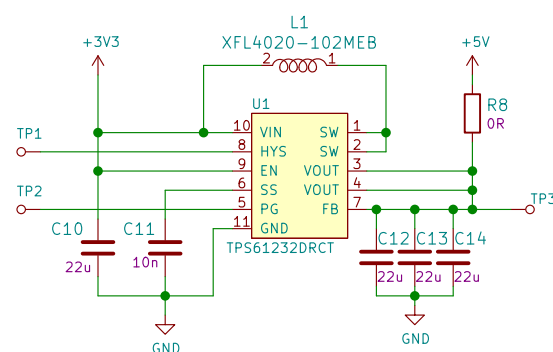 L1
XFL4020-102MEB
+3V3
2
1
+5V
U1
R8
0R
TP1
10 VIN SW 1
8 HYS SW 2
9 EN VOUT 3
6 SS VOUT 4
5 PG FB 7
11 GND
TPS61232DRCT
TP2
TP3
C10
22u
C11
10n
C12
22u
C13
22u
C14
22u
GND
GND